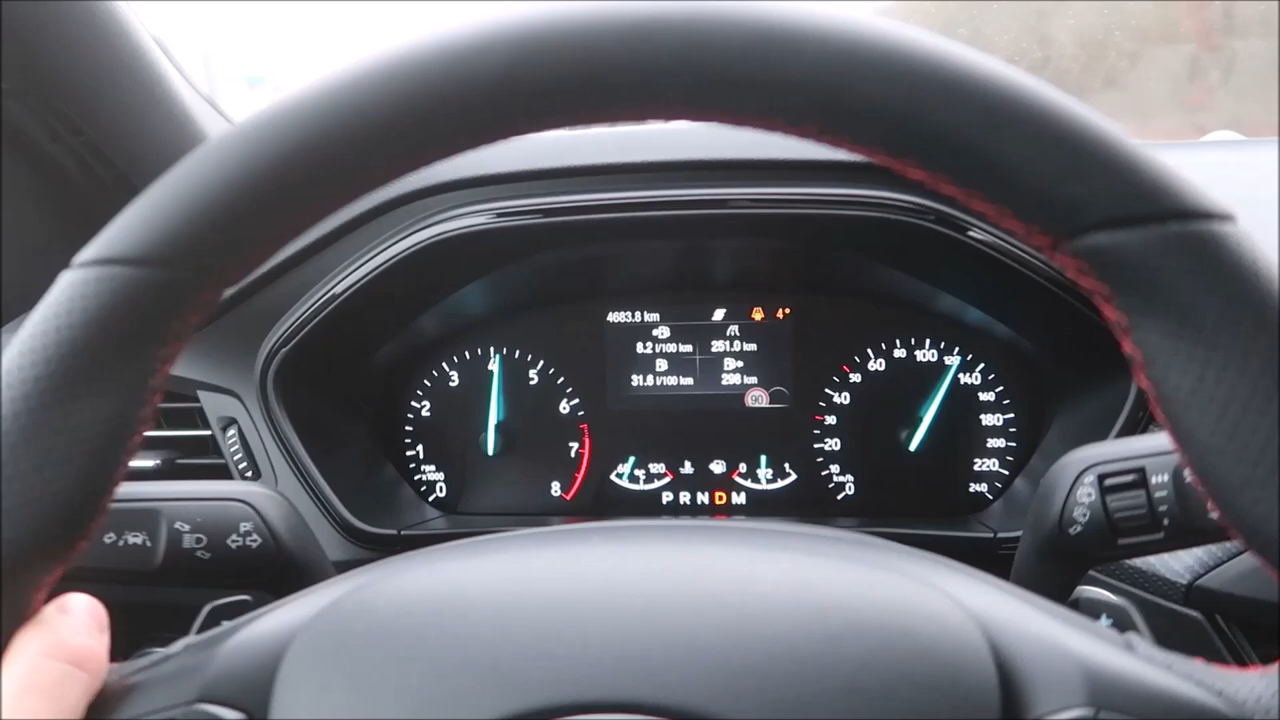 4683.8 km 4°
8.2 l/100 km 251.0 km
31.6 l/100 km 298 km
90
0 1 2 3 4 5 6 7 8
rpm
x1000
60 °C 120
0 1/2 1
P R N D M
0 10 20 30 40 50 60 80 100 120 140 160 180 200 220 240
km/h